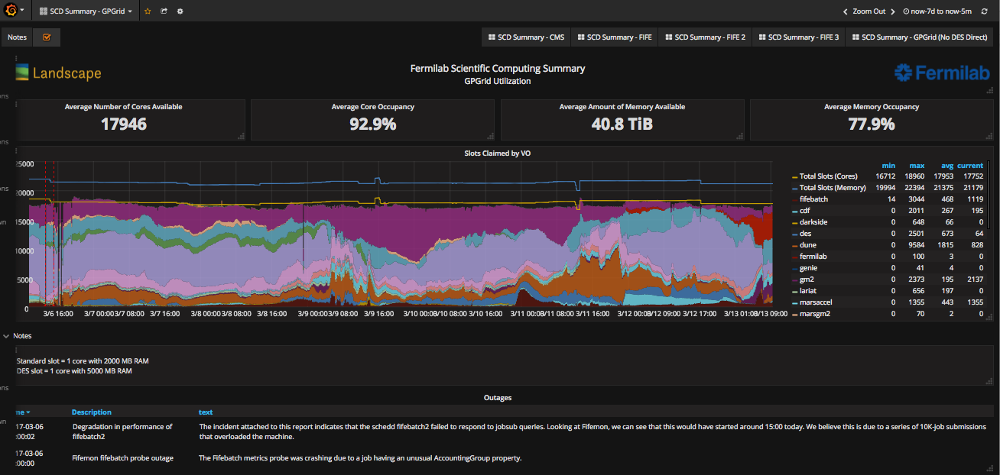 SCD Summary - GPGrid
Zoom Out
now-7d to now-5m
Notes
SCD Summary - CMS
SCD Summary - FIFE
SCD Summary - FIFE 2
SCD Summary - FIFE 3
SCD Summary - GPGrid (No DES Direct)
Landscape
Fermilab Scientific Computing Summary
GPGrid Utilization
Fermilab
ons
Average Number of Cores Available
17946
Average Core Occupancy
92.9%
Average Amount of Memory Available
40.8 TiB
Average Memory Occupancy
77.9%
ons
Slots Claimed by VO
25000
20000
15000
10000
5000
0
ons
wn
3/6 16:00
3/7 00:00
3/7 08:00
3/7 16:00
3/8 00:00
3/8 08:00
3/8 16:00
3/9 00:00
3/9 08:00
3/9 16:00
3/10 00:00
3/10 08:00
3/10 16:00
3/11 00:00
3/11 08:00
3/11 16:00
3/12 00:00
3/12 09:00
3/12 17:00
3/13 01:00
3/13 09:00
min max avg current
Total Slots (Cores) 16712 18960 17953 17752
Total Slots (Memory) 19994 22394 21375 21179
fifebatch 14 3044 468 1119
cdf 0 2011 267 195
darkside 0 648 66 0
des 0 2501 673 64
dune 0 9584 1815 828
fermilab 0 100 3 0
genie 0 41 4 0
gm2 0 2373 195 2137
lariat 0 656 197 0
marsaccel 0 1355 443 1355
marsgm2 0 70 2 0
Notes
Standard slot = 1 core with 2000 MB RAM
DES slot = 1 core with 5000 MB RAM
ons
Outages
me
Description
text
wn
17-03-06
:00:02
Degradation in performance of
fifebatch2
The incident attached to this report indicates that the schedd fifebatch2 failed to respond to jobsub queries. Looking at Fifemon, we can see that this would have started around 15:00 today. We believe this is due to a series of 10K-job submissions
that overloaded the machine.
17-03-06
:00:00
Fifemon fifebatch probe outage
The Fifebatch metrics probe was crashing due to a job having an unusual AccountingGroup property.